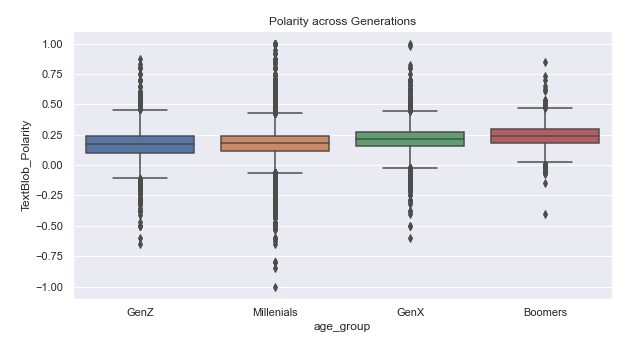 Polarity across Generations
TextBlob_Polarity
1.00
0.75
0.50
0.25
0.00
−0.25
−0.50
−0.75
−1.00
GenZ Millenials GenX Boomers
age_group